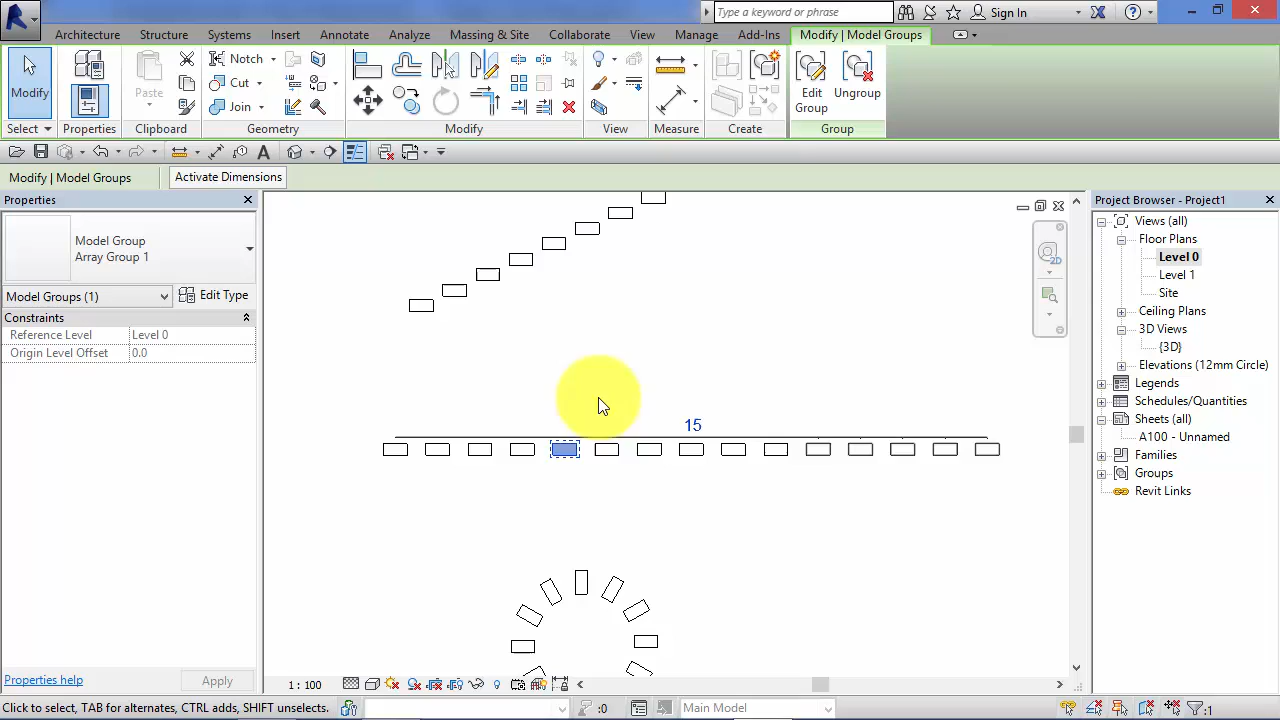 Type a keyword or phrase
Sign In
Architecture Structure Systems Insert Annotate Analyze Massing & Site Collaborate View Manage Add-Ins Modify | Model Groups
Modify
Paste
Notch
Cut
Join
Edit Group
Ungroup
Select Properties Clipboard Geometry Modify View Measure Create Group
Modify | Model Groups Activate Dimensions
Properties
Model Group
Array Group 1
Model Groups (1) Edit Type
Constraints
Reference Level Level 0
Origin Level Offset 0.0
Properties help Apply
15
2D
Project Browser - Project1
Views (all)
Floor Plans
Level 0
Level 1
Site
Ceiling Plans
3D Views
{3D}
Elevations (12mm Circle)
Legends
Schedules/Quantities
Sheets (all)
A100 - Unnamed
Families
Groups
Revit Links
1 : 100
Click to select, TAB for alternates, CTRL adds, SHIFT unselects. :0 Main Model :1